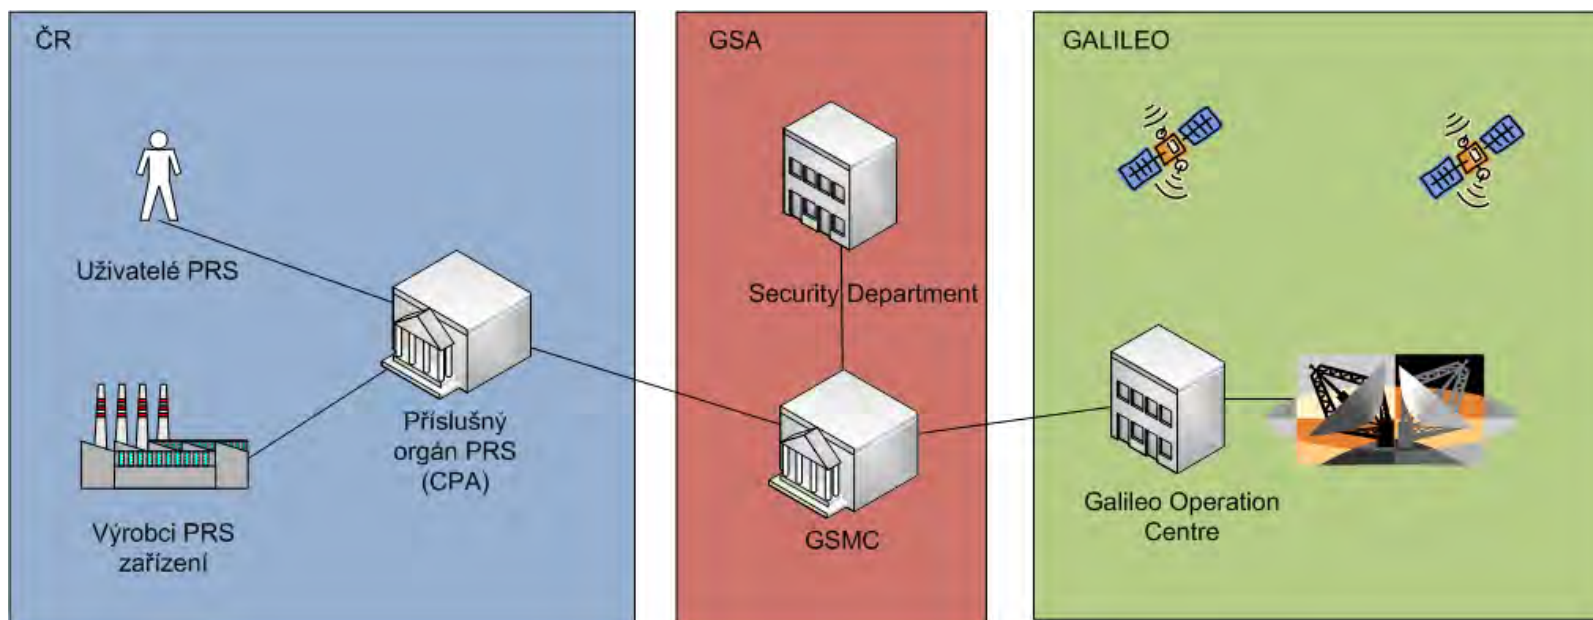 ČR
Uživatelé PRS
Příslušný
orgán PRS
(CPA)
Výrobci PRS
zařízení
GSA
Security Department
GSMC
GALILEO
Galileo Operation
Centre